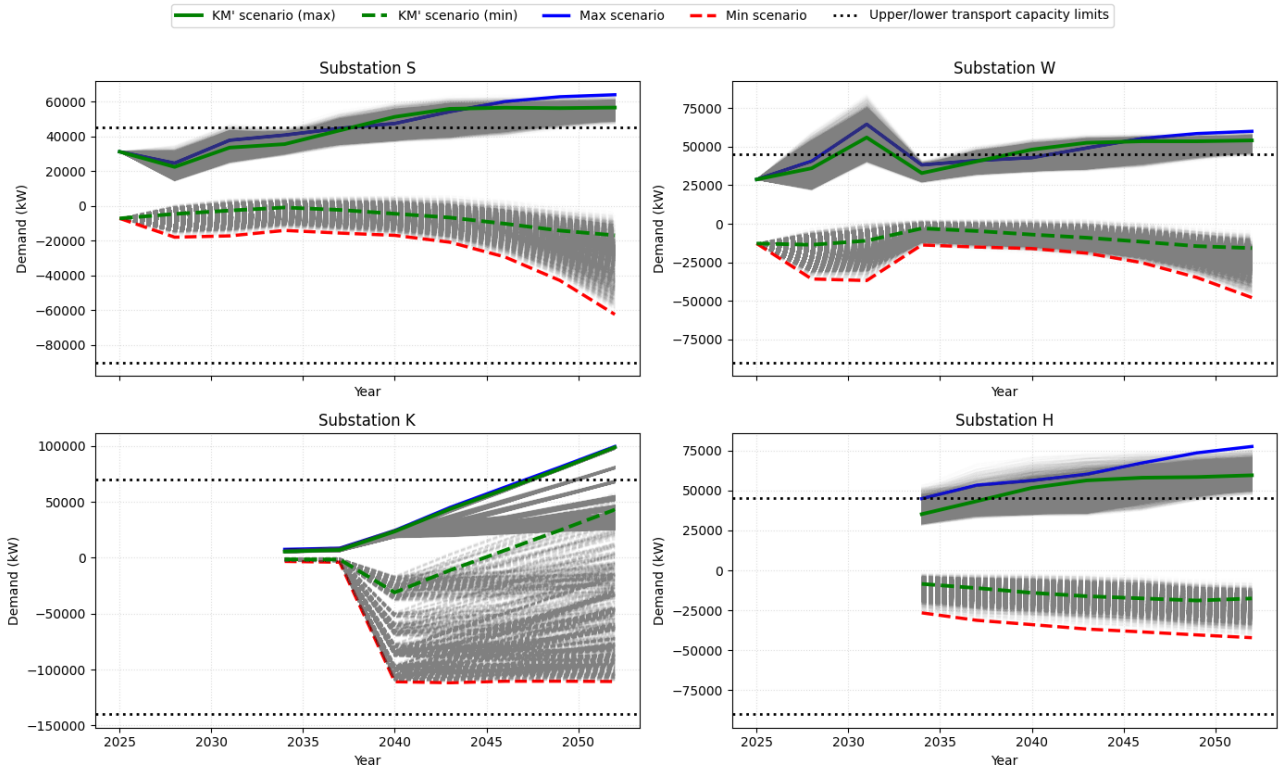 KM' scenario (max) KM' scenario (min) Max scenario Min scenario Upper/lower transport capacity limits
Substation S
Substation W
60000
40000
20000
0
−20000
−40000
−60000
−80000
Demand (kW)
Year
75000
50000
25000
0
−25000
−50000
−75000
Demand (kW)
Year
Substation K
Substation H
100000
50000
0
−50000
−100000
−150000
Demand (kW)
2025 2030 2035 2040 2045 2050
Year
75000
50000
25000
0
−25000
−50000
−75000
Demand (kW)
2025 2030 2035 2040 2045 2050
Year